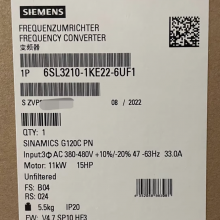 SIEMENS
FREQUENZUMRICHTER
FREQUENCY CONVERTER
变频器
1P 6SL3210-1KE22-6UF1
S ZVP
08 / 2022
QTY: 1
SINAMICS G120C PN
Input:3 AC 380-480V +10%/-20% 47 -63Hz 33.0A
Motor: 11kW 15HP
Unfiltered
FS: B04
RS: 024
5.5kg IP20
FW: V4.7 SP10 HF3